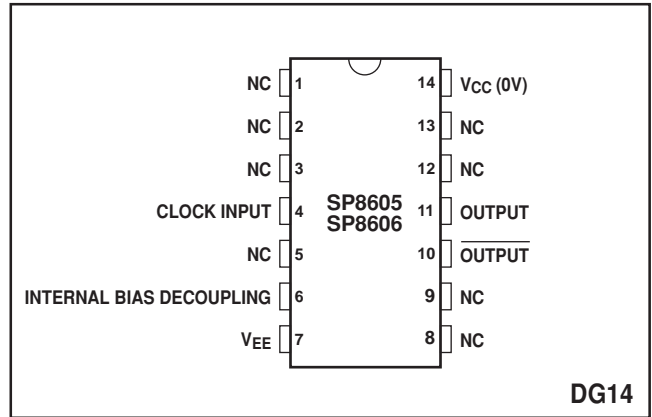 NC 1 14 VCC (0V)
NC 2 13 NC
NC 3 12 NC
CLOCK INPUT 4 SP8605 11 OUTPUT
SP8606
NC 5 10 OUTPUT
INTERNAL BIAS DECOUPLING 6 9 NC
VEE 7 8 NC
DG14